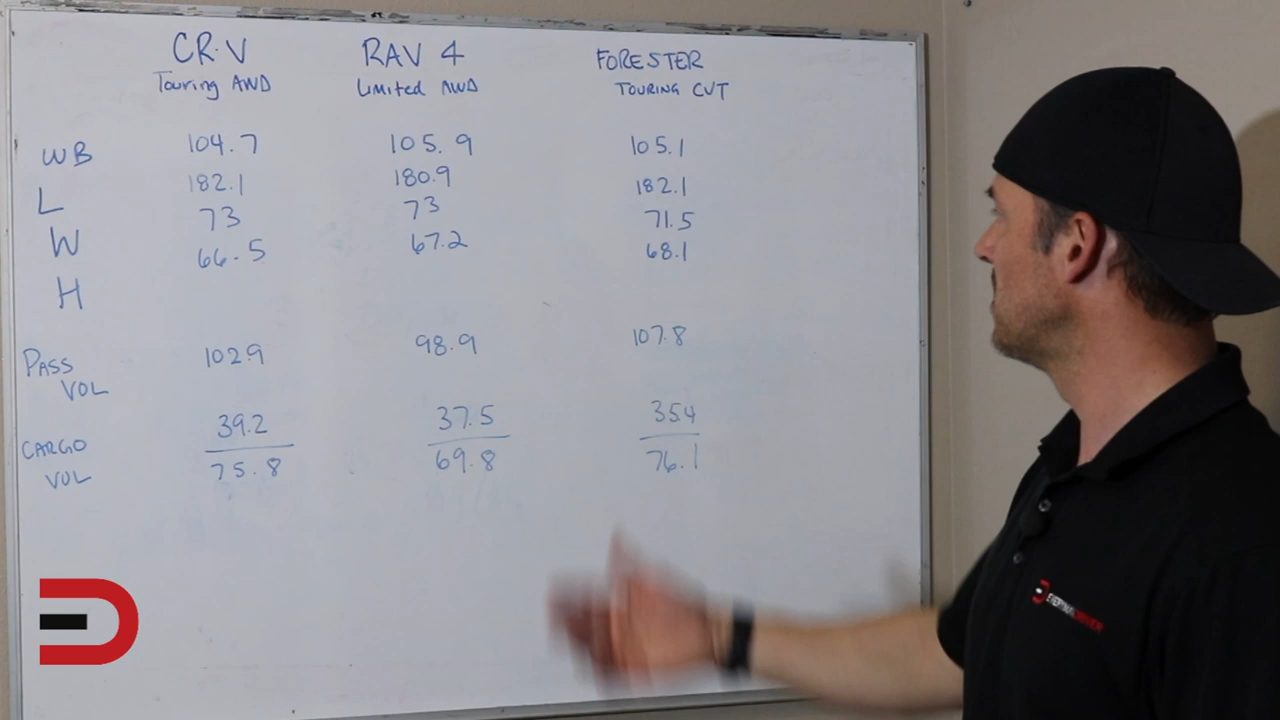 CR-V RAV 4 FORESTER
Touring AWD Limited AWD TOURING CVT
WB 104.7 105.9 105.1
L 182.1 180.9 182.1
W 73 73 71.5
H 66.5 67.2 68.1
PASS VOL 102.9 98.9 107.8
CARGO VOL 39.2 37.5 354
75.8 69.8 76.1